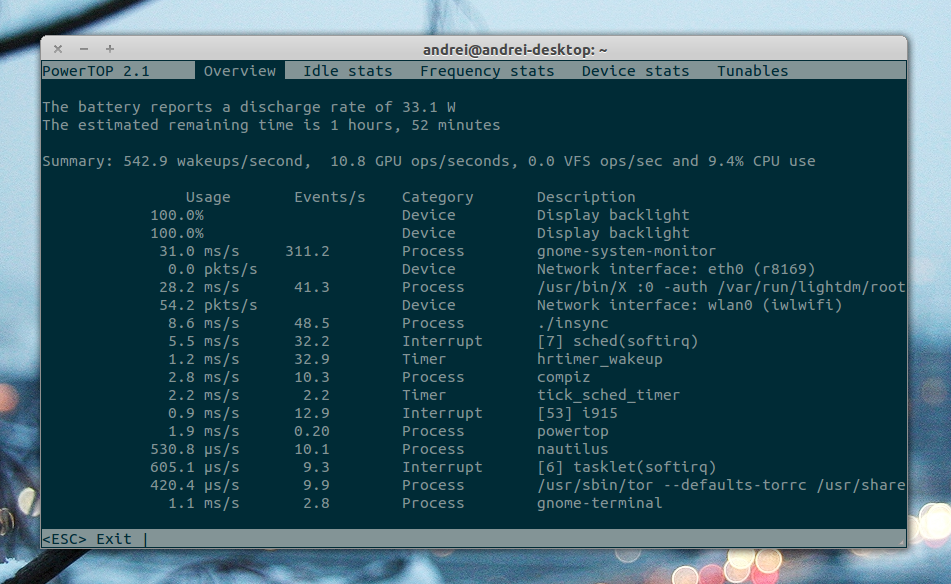 andrei@andrei-desktop: ~
PowerTOP 2.1 Overview Idle stats Frequency stats Device stats Tunables
The battery reports a discharge rate of 33.1 W
The estimated remaining time is 1 hours, 52 minutes
Summary: 542.9 wakeups/second, 10.8 GPU ops/seconds, 0.0 VFS ops/sec and 9.4% CPU use
Usage Events/s Category Description
100.0% Device Display backlight
100.0% Device Display backlight
31.0 ms/s 311.2 Process gnome-system-monitor
0.0 pkts/s Device Network interface: eth0 (r8169)
28.2 ms/s 41.3 Process /usr/bin/X :0 -auth /var/run/lightdm/root
54.2 pkts/s Device Network interface: wlan0 (iwlwifi)
8.6 ms/s 48.5 Process ./insync
5.5 ms/s 32.2 Interrupt [7] sched(softirq)
1.2 ms/s 32.9 Timer hrtimer_wakeup
2.8 ms/s 10.3 Process compiz
2.2 ms/s 2.2 Timer tick_sched_timer
0.9 ms/s 12.9 Interrupt [53] i915
1.9 ms/s 0.20 Process powertop
530.8 µs/s 10.1 Process nautilus
605.1 µs/s 9.3 Interrupt [6] tasklet(softirq)
420.4 µs/s 9.9 Process /usr/sbin/tor --defaults-torrc /usr/share
1.1 ms/s 2.8 Process gnome-terminal
<ESC> Exit |